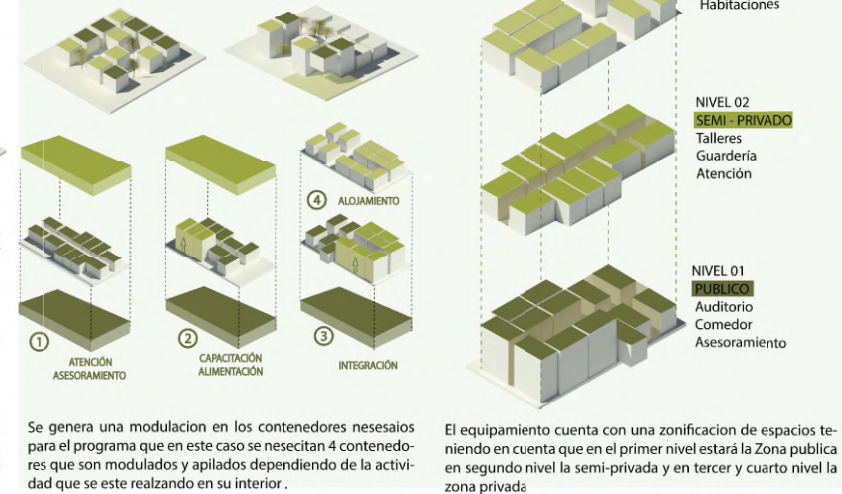 Habitaciones
NIVEL 02
SEMI - PRIVADO
Talleres
Guardería
Atención
4 ALOJAMIENTO
NIVEL 01
PUBLICO
Auditorio
Comedor
Asesoramiento
1
ATENCIÓN
ASESORAMIENTO
2
CAPACITACIÓN
ALIMENTACIÓN
3
INTEGRACIÓN
Se genera una modulacion en los contenedores nesesaios
para el programa que en este caso se nesecitan 4 contenedo-
res que son modulados y apilados dependiendo de la activi-
dad que se este realzando en su interior.
El equipamiento cuenta con una zonificacion de espacios te-
niendo en cuenta que en el primer nivel estará la Zona publica
en segundo nivel la semi-privada y en tercer y cuarto nivel la
zona privada